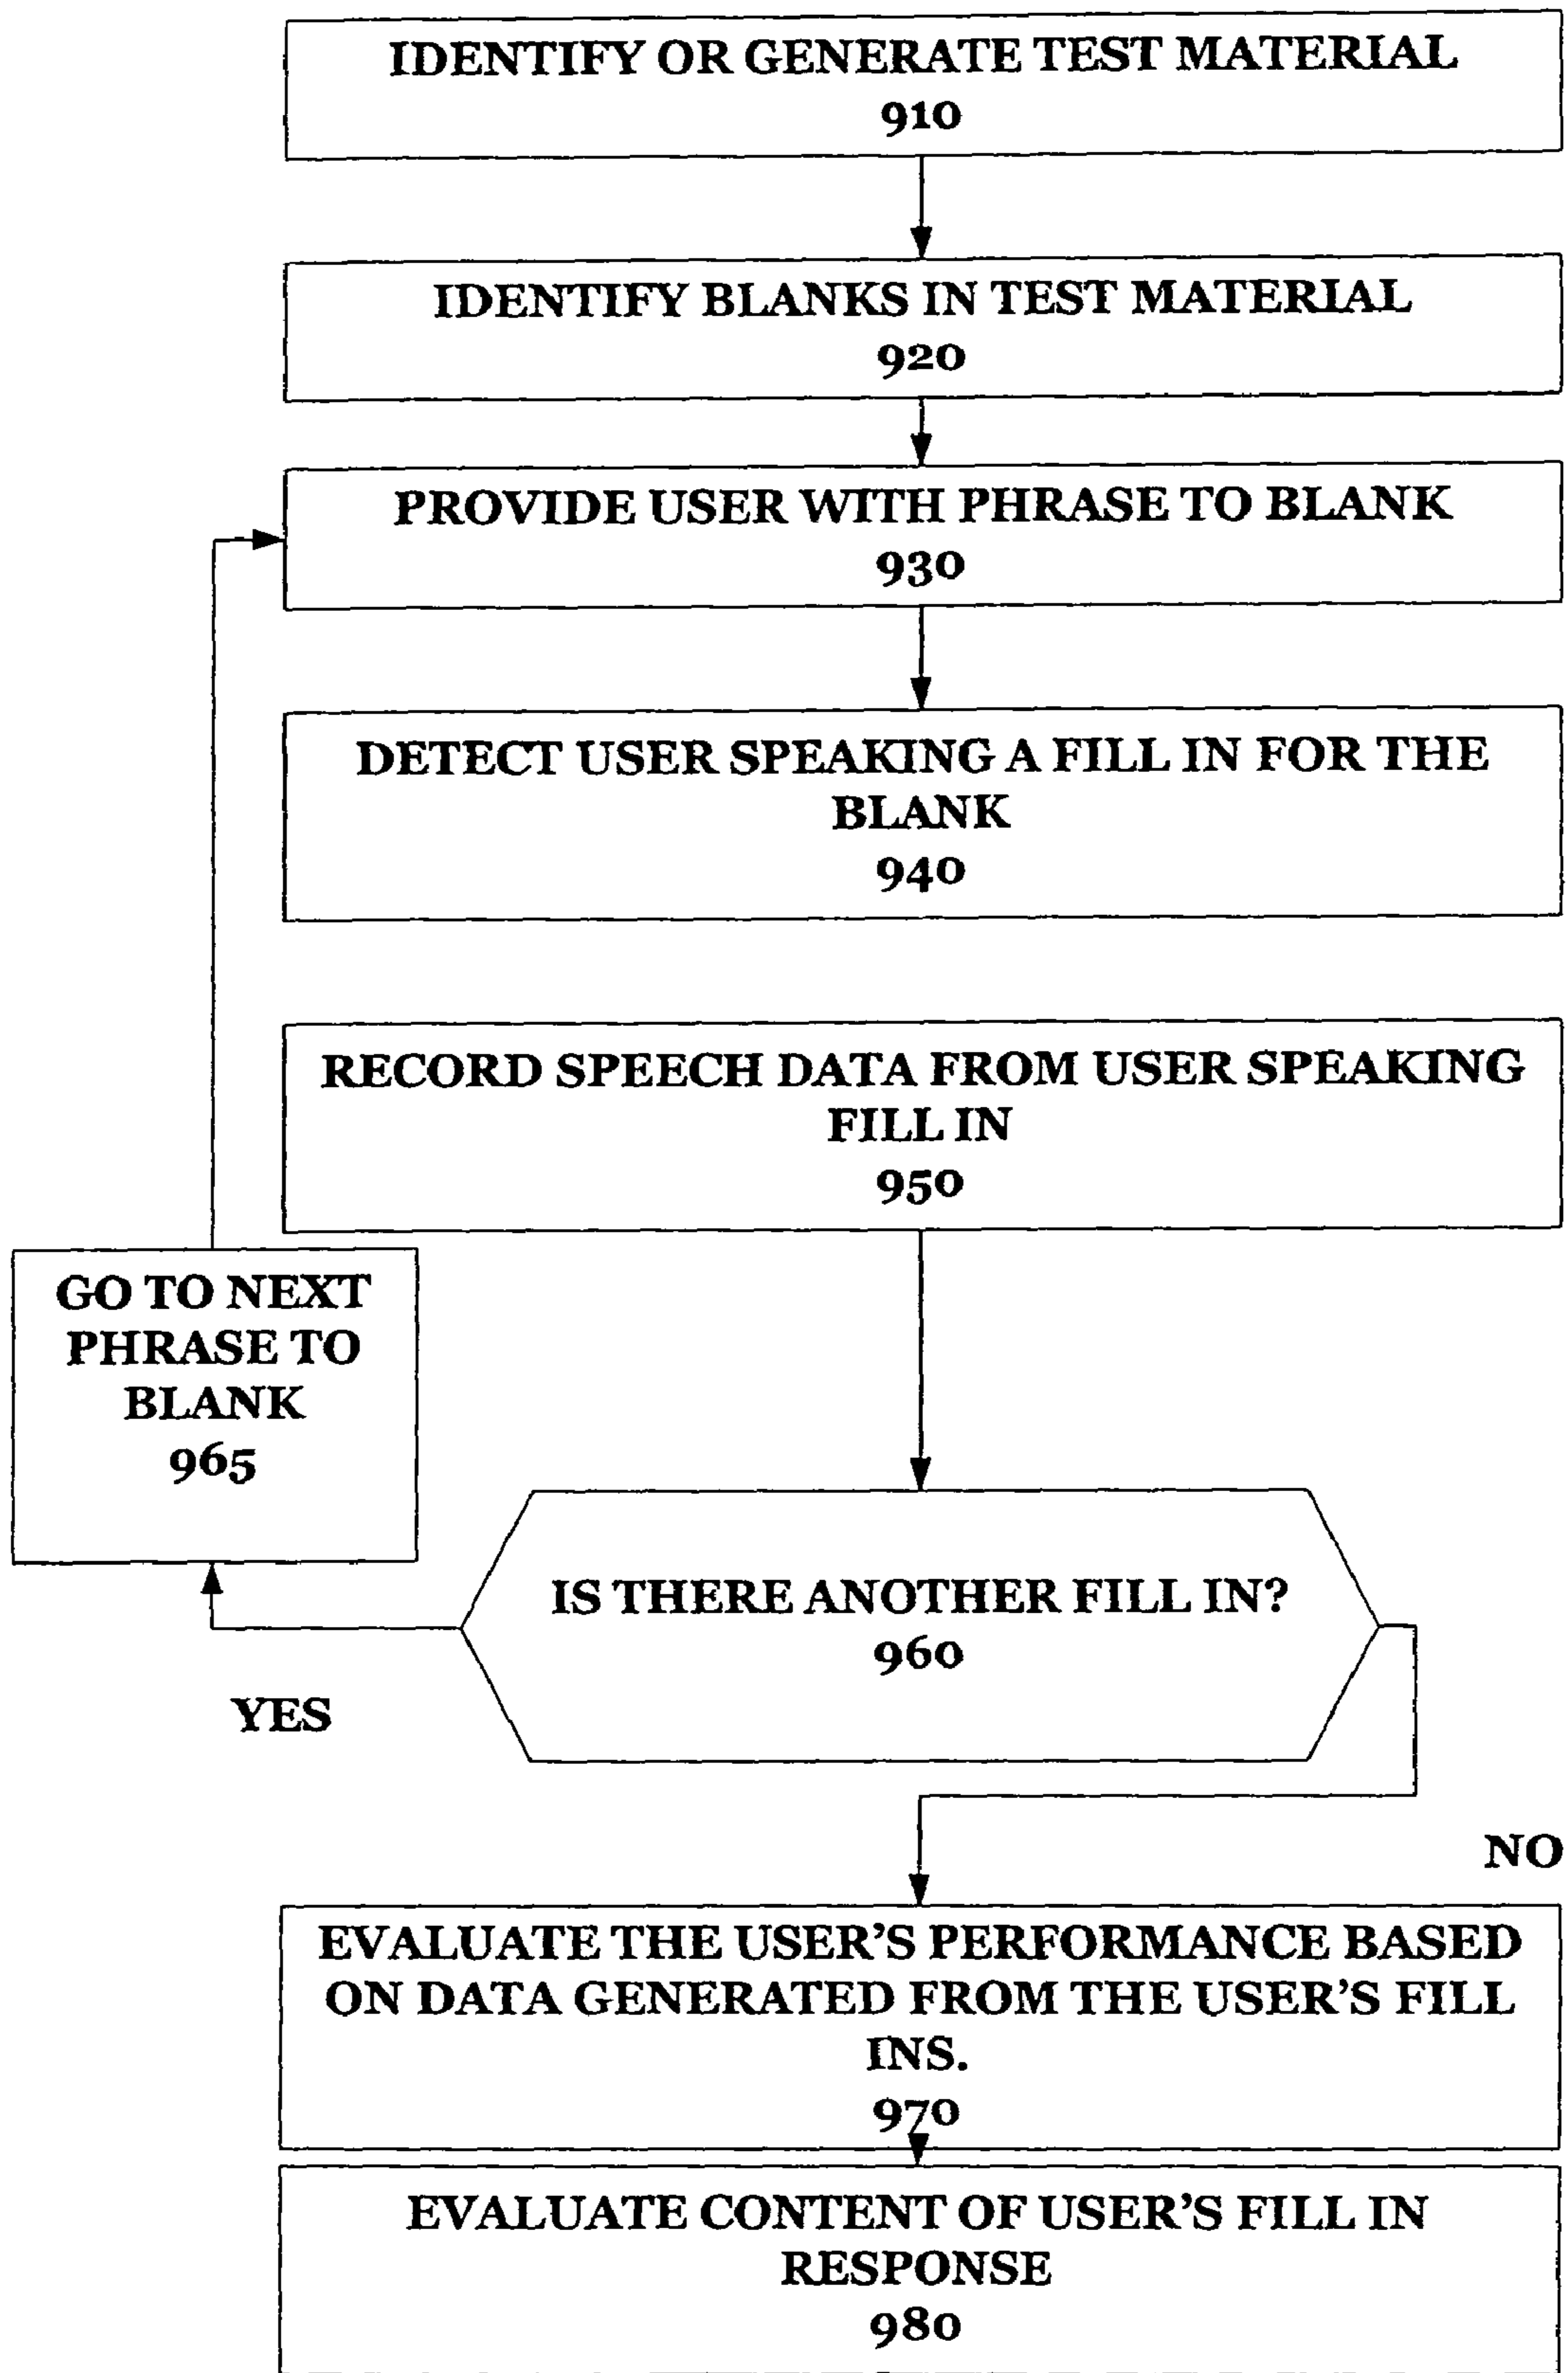 IDENTIFY OR GENERATE TEST MATERIAL
910
IDENTIFY BLANKS IN TEST MATERIAL
920
PROVIDE USER WITH PHRASE TO BLANK
930
DETECT USER SPEAKING A FILL IN FOR THE
BLANK
940
RECORD SPEECH DATA FROM USER SPEAKING
FILL IN
950
GO TO NEXT
PHRASE TO
BLANK
965
IS THERE ANOTHER FILL IN?
960
YES
NO
EVALUATE THE USER'S PERFORMANCE BASED
ON DATA GENERATED FROM THE USER'S FILL
INS.
970
EVALUATE CONTENT OF USER'S FILL IN
RESPONSE
980